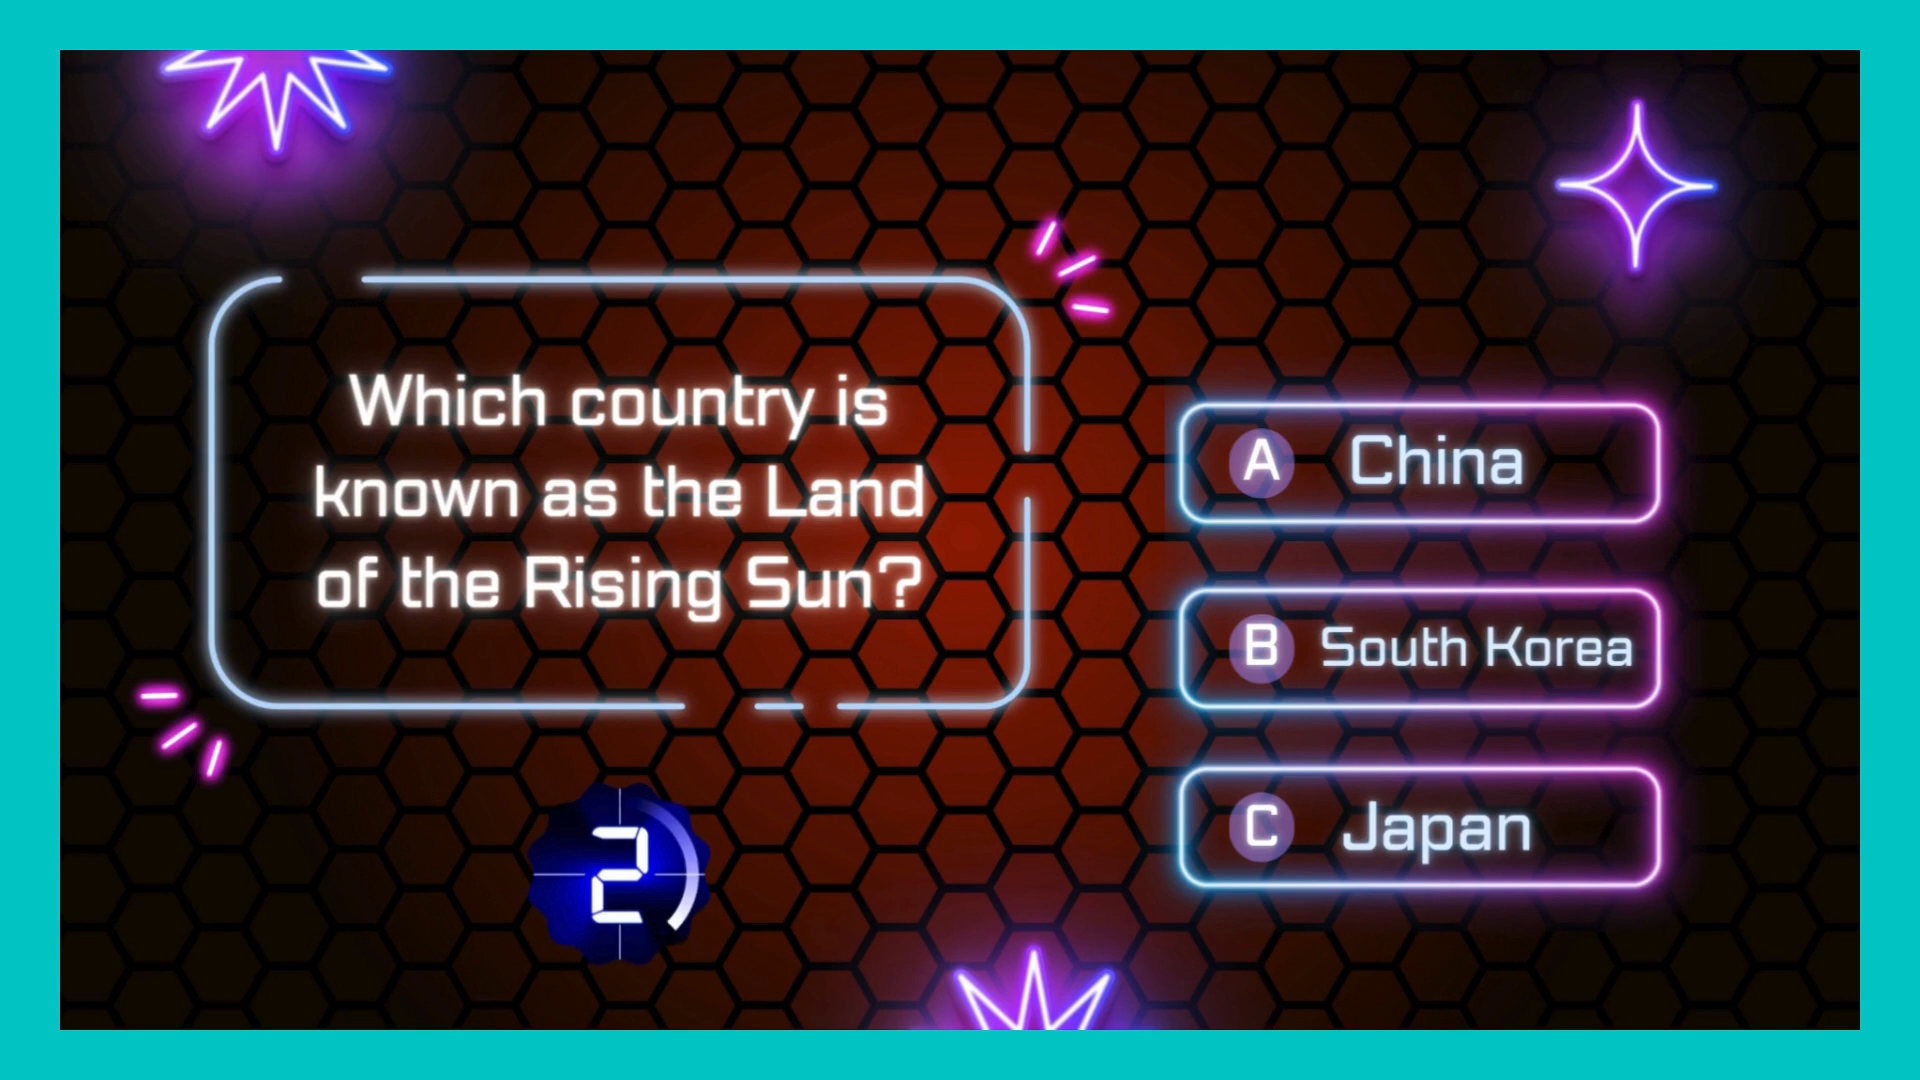 Which country is
known as the Land
of the Rising Sun?
A China
B South Korea
C Japan
2